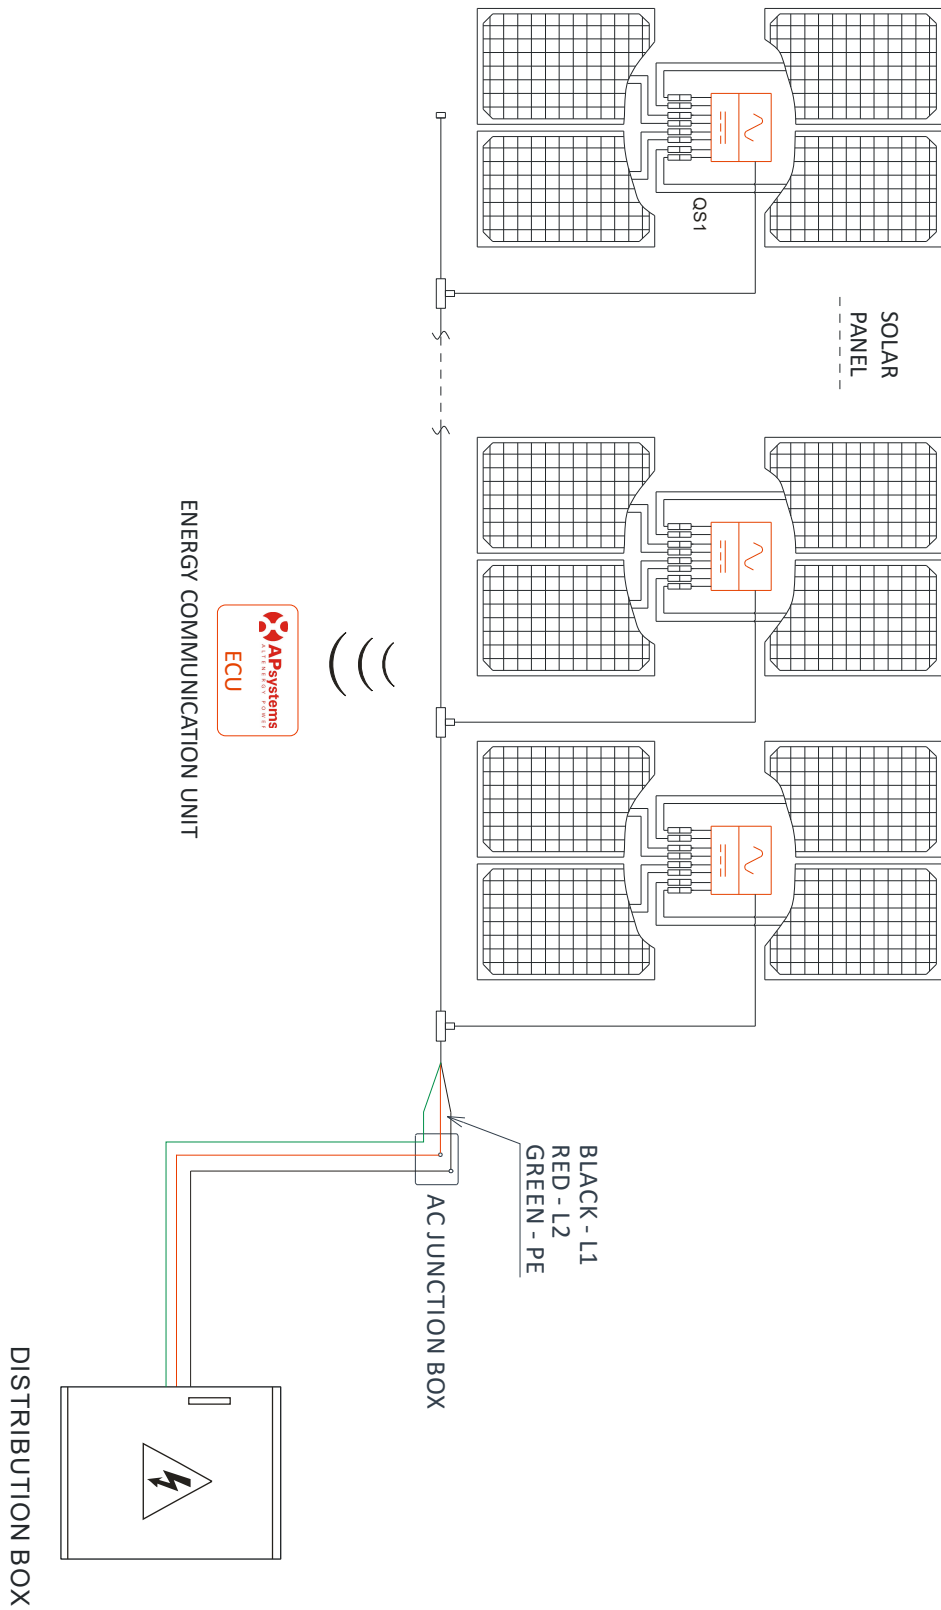 SOLAR
PANEL
QS1
APsystems
ALTENERGY POWER
ECU
ENERGY COMMUNICATION UNIT
BLACK - L1
RED - L2
GREEN - PE
AC JUNCTION BOX
DISTRIBUTION BOX